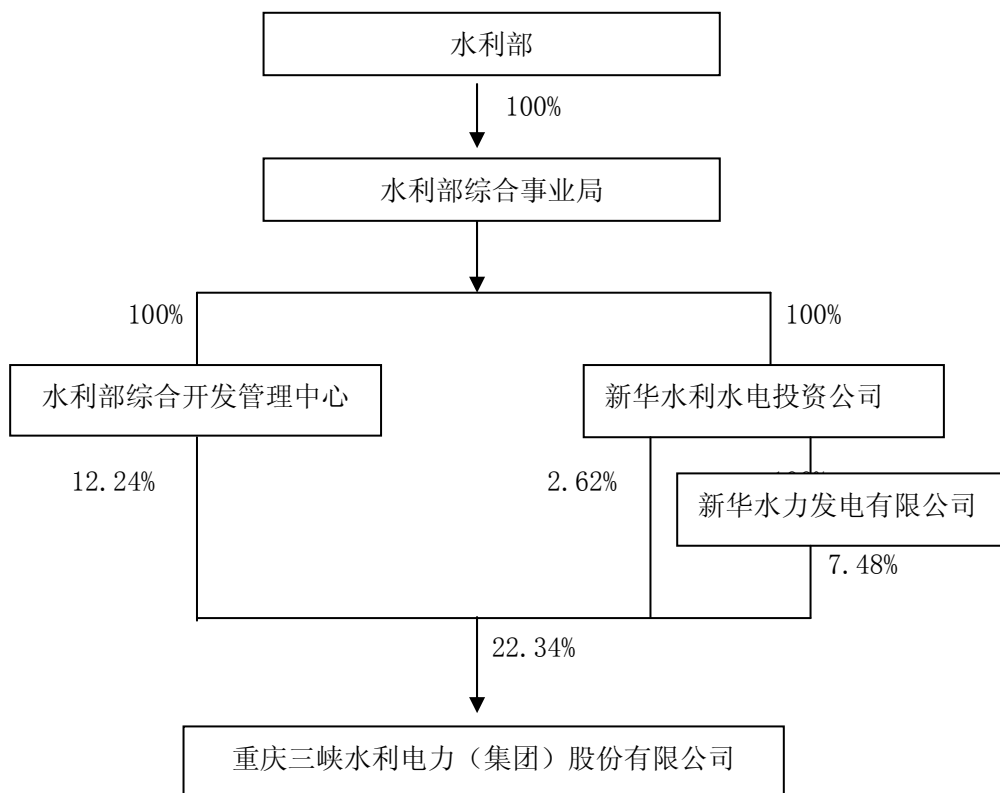 水利部
100%
水利部综合事业局
100%
100%
水利部综合开发管理中心
新华水利水电投资公司
12.24%
2.62%
新华水力发电有限公司
7.48%
22.34%
重庆三峡水利电力（集团）股份有限公司